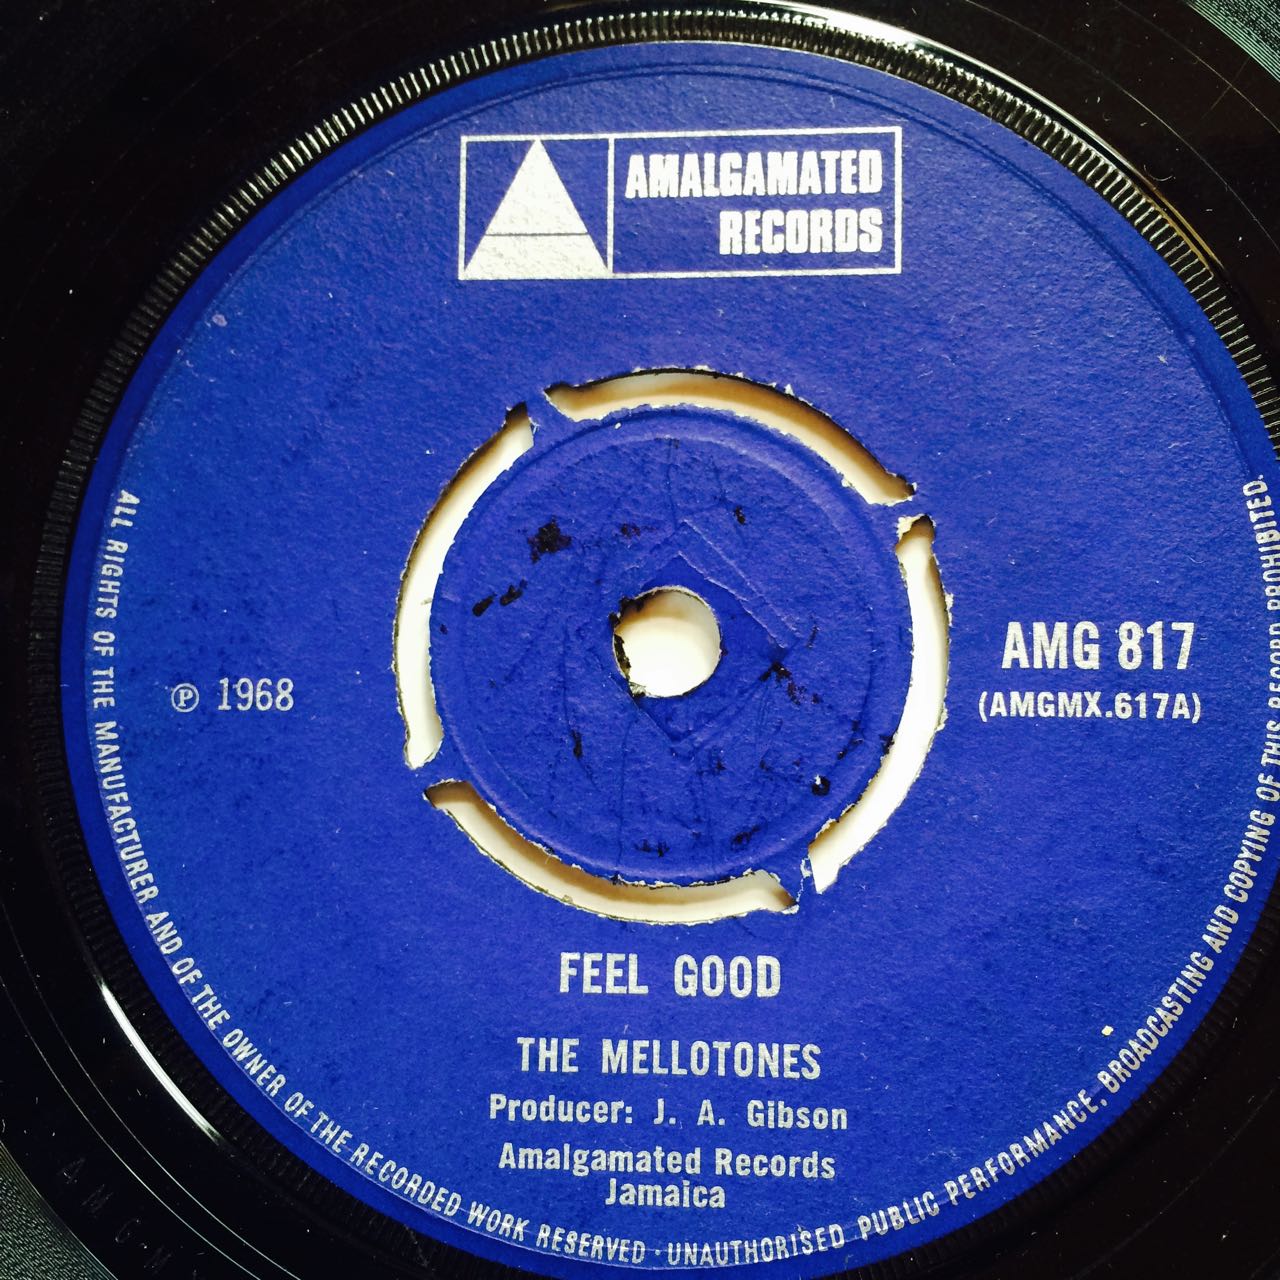 AMALGAMATED
RECORDS
℗ 1968
AMG 817
(AMGMX.617A)
FEEL GOOD
THE MELLOTONES
Producer: J. A. Gibson
Amalgamated Records
Jamaica
ALL RIGHTS OF THE MANUFACTURER AND OF THE OWNER OF THE RECORDED WORK RESERVED · UNAUTHORISED PUBLIC PERFORMANCE, BROADCASTING AND COPYING OF THIS RECORD PROHIBITED.